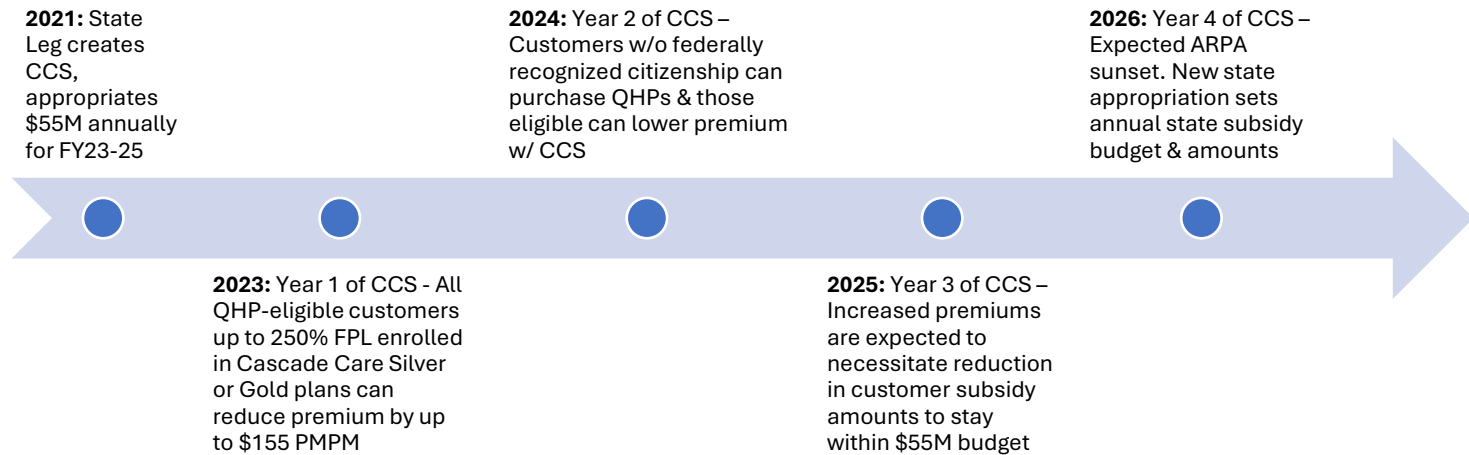 2021: State
Leg creates
CCS,
appropriates
$55M annually
for FY23-25
2023: Year 1 of CCS - All
QHP-eligible customers
up to 250% FPL enrolled
in Cascade Care Silver
or Gold plans can
reduce premium by up
to $155 PMPM
2024: Year 2 of CCS –
Customers w/o federally
recognized citizenship can
purchase QHPs & those
eligible can lower premium
w/ CCS
2025: Year 3 of CCS –
Increased premiums
are expected to
necessitate reduction
in customer subsidy
amounts to stay
within $55M budget
2026: Year 4 of CCS –
Expected ARPA
sunset. New state
appropriation sets
annual state subsidy
budget & amounts